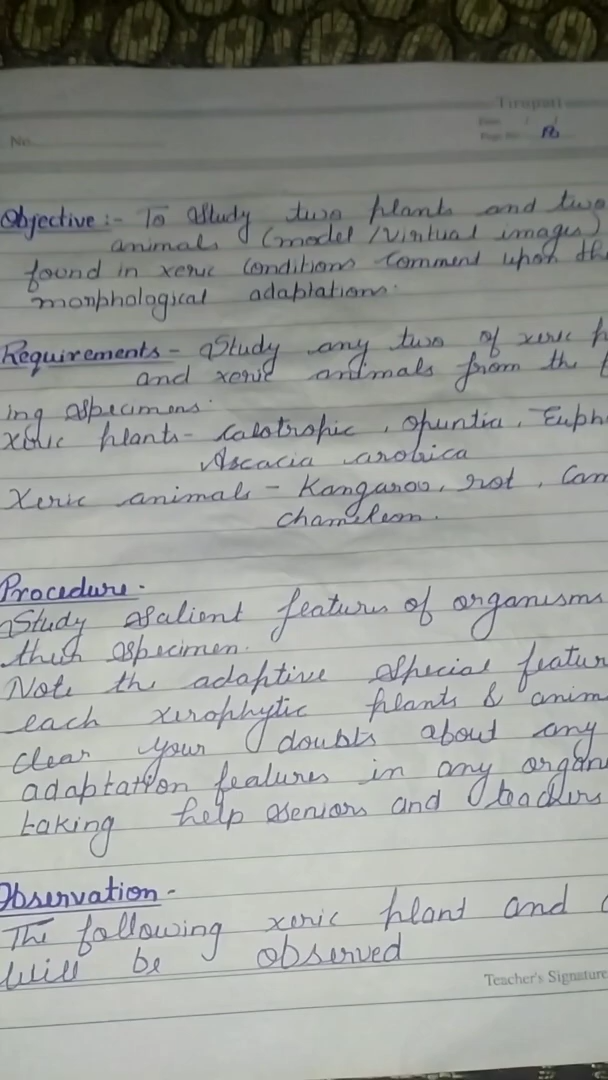 Tirupati
No.
Objective :- To study two plants and two
animals (model /virtual images)
found in xeric conditions comment upon
morphological adaptations.
Requirements - Study any two of xeric
and xeric animals from the
ing specimens.
xeric plants - calotropic, opuntia, Euph
Ascacia arobica
Xeric animals - Kangaroo, rat, Cam
chameleon.
Procedure -
Study salient features of organisms
their specimen.
Note the adaptive special featur
each xerophytic plants & anim
clear your doubts about any
adaptation features in any organ
taking help seniors and teachers
Observation -
The following xeric plant and
will be observed
Teacher's Signature